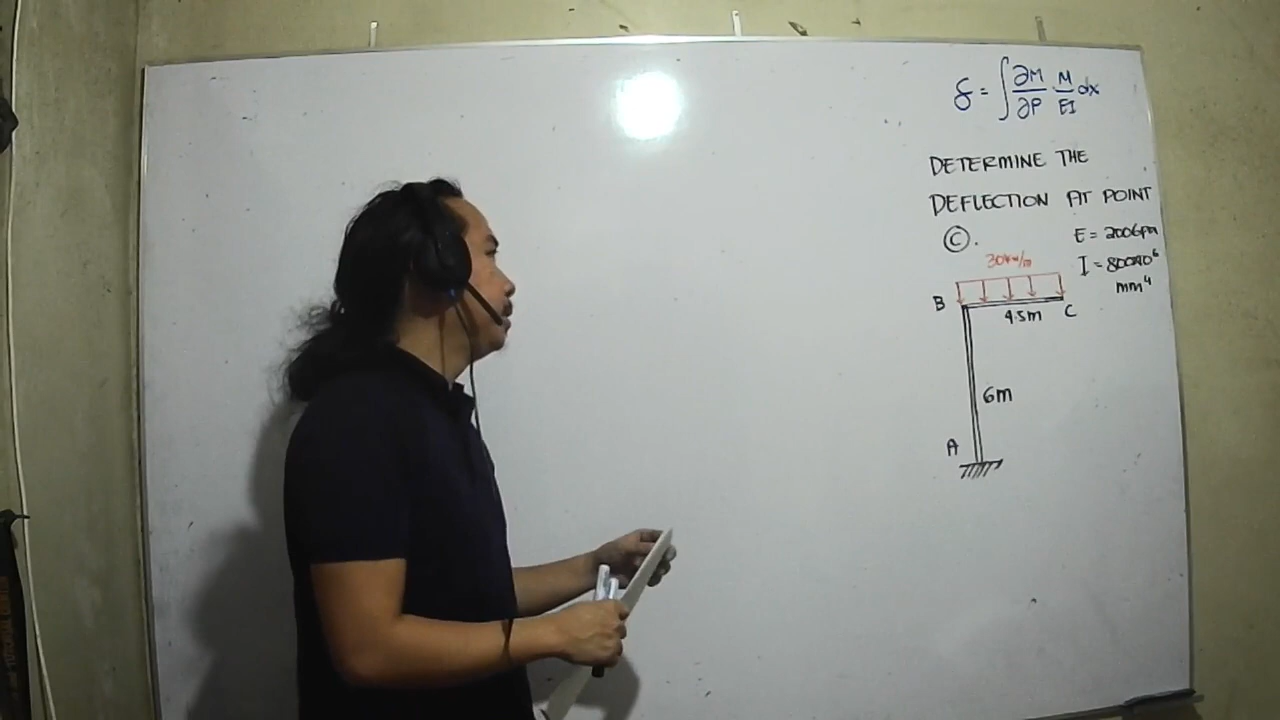 δ = ∫ ∂M/∂P M/EI dx
DETERMINE THE
DEFLECTION AT POINT
Ⓒ.
E = 200GPa
I = 800x10⁶
mm⁴
30kN/m
B
4.5m
C
6m
A